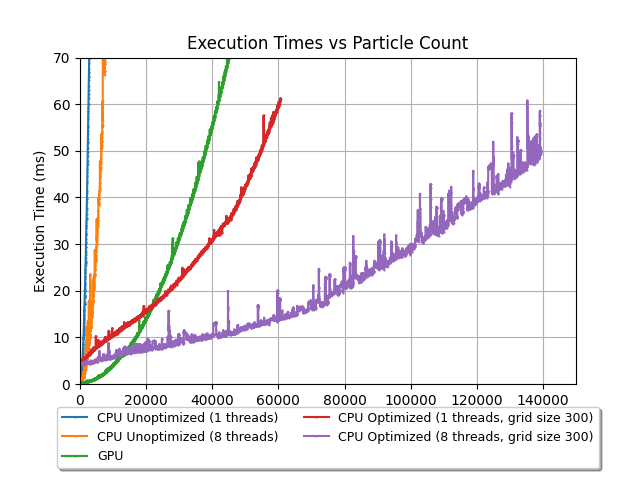 Execution Times vs Particle Count
70
60
50
40
30
20
10
0
Execution Time (ms)
0 20000 40000 60000 80000 100000 120000 140000
CPU Unoptimized (1 threads)
CPU Unoptimized (8 threads)
GPU
CPU Optimized (1 threads, grid size 300)
CPU Optimized (8 threads, grid size 300)